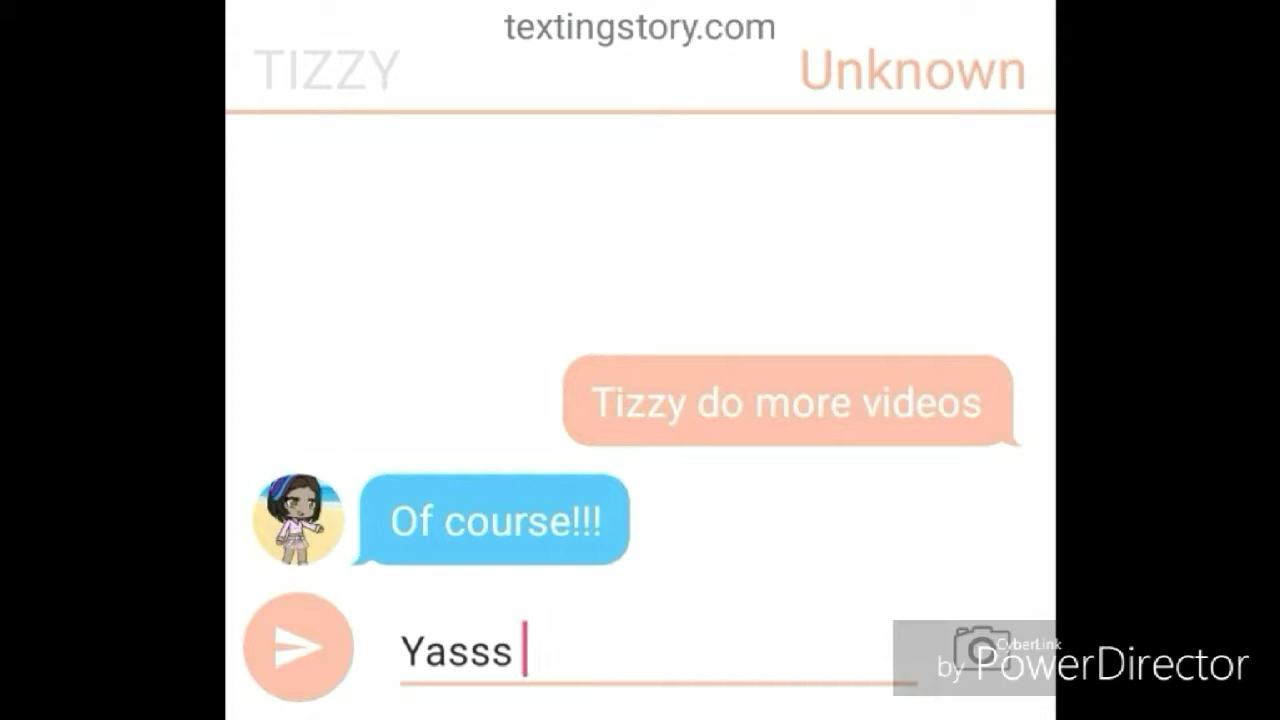 textingstory.com
TIZZY
Unknown
Tizzy do more videos
Of course!!!
Yasss
CyberLink
by PowerDirector